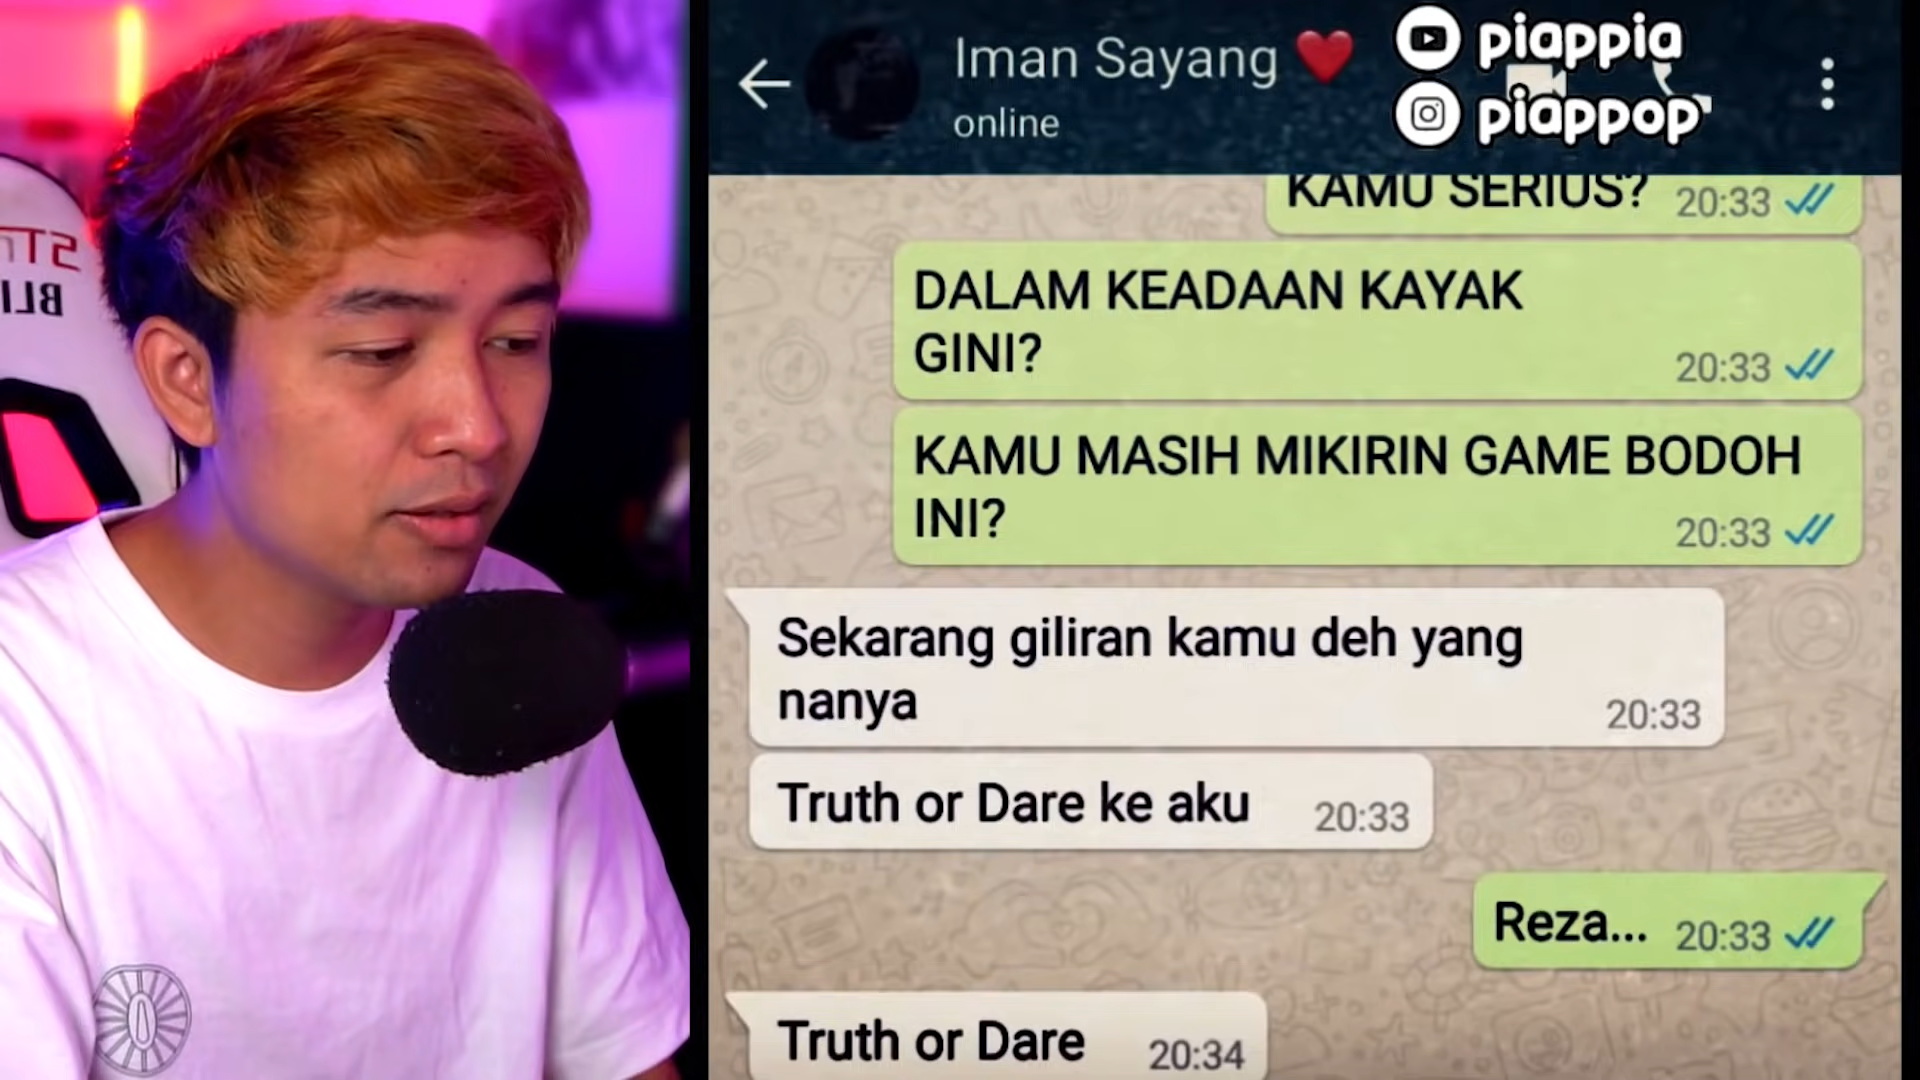 Iman Sayang
online
piappia
piappop
KAMU SERIUS? 20:33
DALAM KEADAAN KAYAK
GINI? 20:33
KAMU MASIH MIKIRIN GAME BODOH
INI? 20:33
Sekarang giliran kamu deh yang
nanya 20:33
Truth or Dare ke aku 20:33
Reza... 20:33
Truth or Dare 20:34